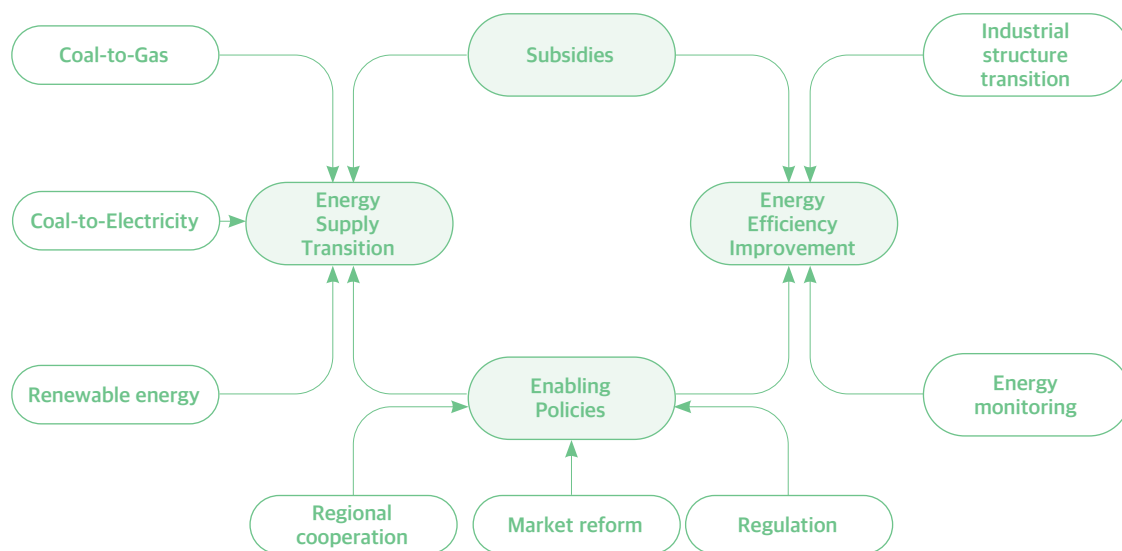 Coal-to-Gas
Subsidies
Industrial
structure
transition
Coal-to-Electricity
Energy
Supply
Transition
Energy
Efficiency
Improvement
Renewable energy
Enabling
Policies
Energy
monitoring
Regional
cooperation
Market reform
Regulation